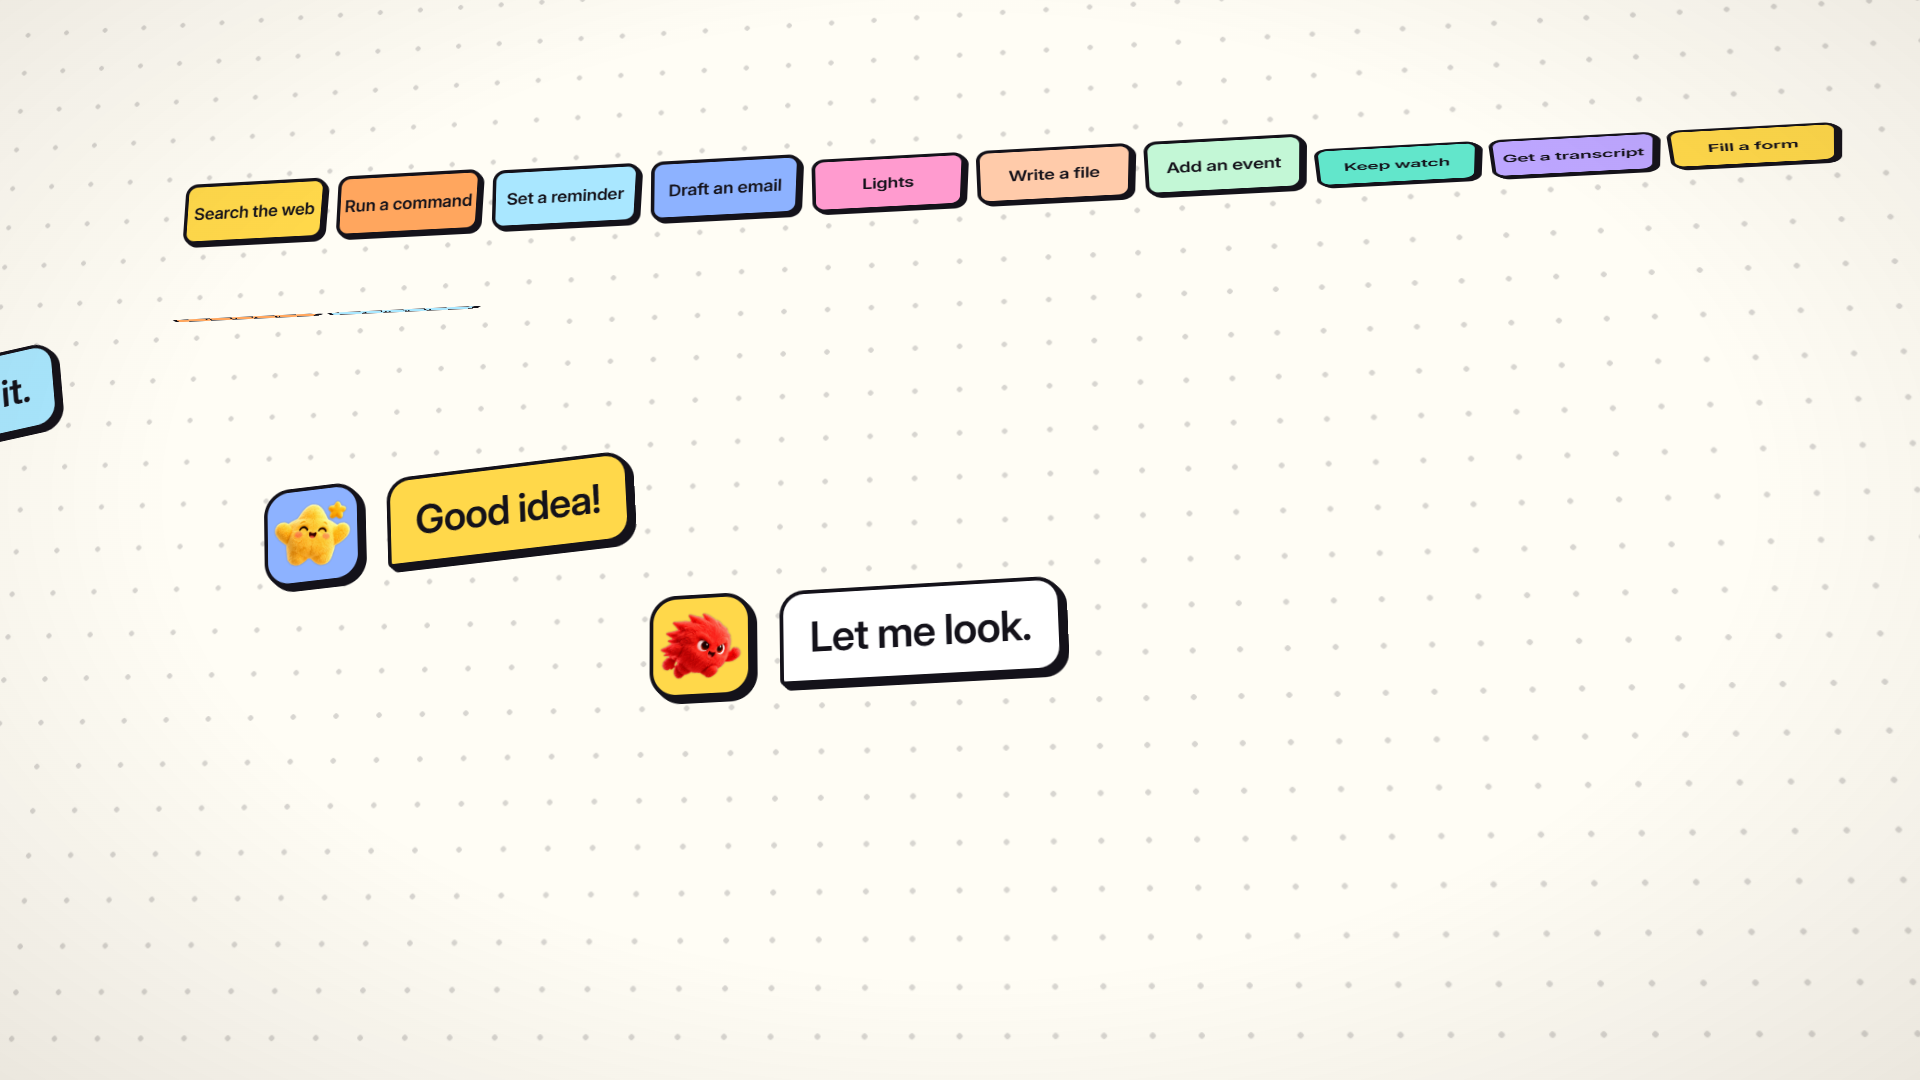 Search the web
Run a command
Set a reminder
Draft an email
Lights
Write a file
Add an event
Keep watch
Get a transcript
Fill a form
it.
Good idea!
Let me look.